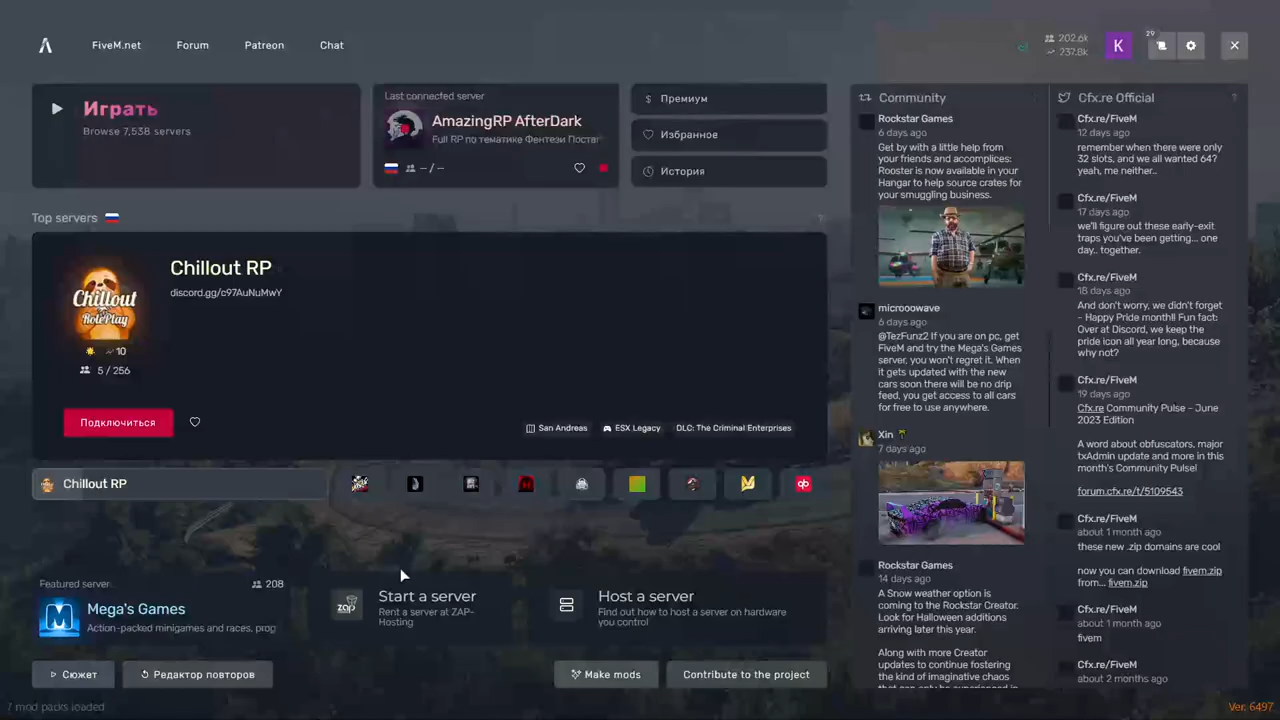 FiveM.net
Forum
Patreon
Chat
202.6k
237.8k
K
29
Играть
Browse 7,538 servers
Last connected server
AmazingRP AfterDark
Full RP по тематике Фентези Постап
-- / --
Премиум
Избранное
История
Top servers
?
Chillout RP
discord.gg/c97AuNuMwY
Chillout
RolePlay
10
5 / 256
Подключиться
San Andreas
ESX Legacy
DLC: The Criminal Enterprises
Chillout RP
Featured server
208
Mega's Games
Action-packed minigames and races, prog
ZAP
Start a server
Rent a server at ZAP-
Hosting
Host a server
Find out how to host a server on hardware
you control
Сюжет
Редактор повторов
Make mods
Contribute to the project
7 mod packs loaded
Community
Rockstar Games
6 days ago
Get by with a little help from
your friends and accomplices:
Rooster is now available in your
Hangar to help source crates for
your smuggling business.
microoowave
6 days ago
@TezFunz2 If you are on pc, get
FiveM and try the Mega's Games
server, you won't regret it. When
it gets updated with the new
cars soon there will be no drip
feed, you get access to all cars
for free to use anywhere.
Xin
7 days ago
Rockstar Games
14 days ago
A Snow weather option is
coming to the Rockstar Creator.
Look for Halloween additions
arriving later this year.
Along with more Creator
updates to continue fostering
the kind of imaginative chaos
that can only be experienced in
Cfx.re Official
?
Cfx.re/FiveM
12 days ago
remember when there were only
32 slots, and we all wanted 64?
yeah, me neither..
Cfx.re/FiveM
17 days ago
we'll figure out these early-exit
traps you've been getting... one
day.. together.
Cfx.re/FiveM
18 days ago
And don't worry, we didn't forget
- Happy Pride month!! Fun fact:
Over at Discord, we keep the
pride icon all year long, because
why not?
Cfx.re/FiveM
19 days ago
Cfx.re Community Pulse - June
2023 Edition
A word about obfuscators, major
txAdmin update and more in this
month's Community Pulse!
forum.cfx.re/t/5109543
Cfx.re/FiveM
about 1 month ago
these new .zip domains are cool
now you can download fivem.zip
from... fivem.zip
Cfx.re/FiveM
about 1 month ago
fivem
Cfx.re/FiveM
about 2 months ago
Ver. 6497